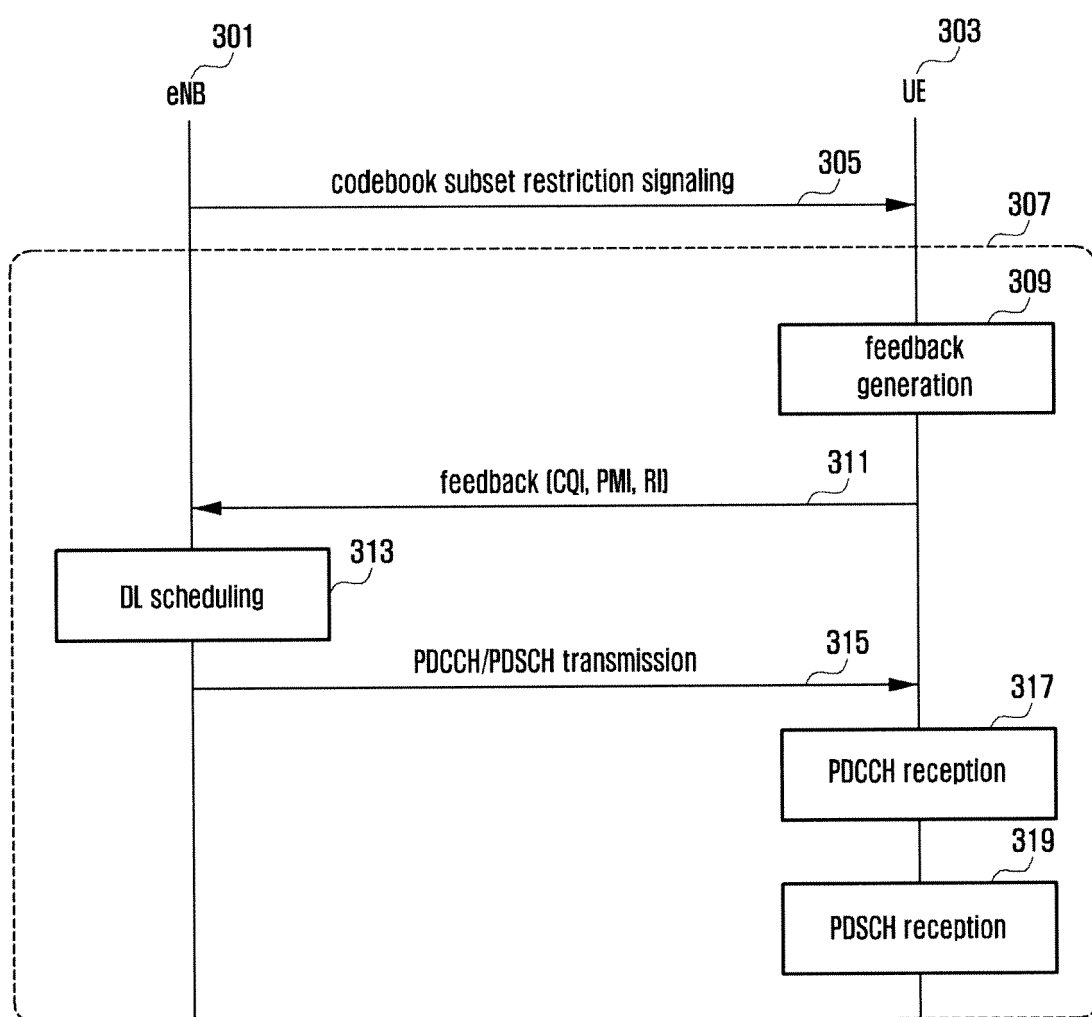 301
303
eNB
UE
305
codebook subset restriction signaling
307
309
feedback
generation
311
feedback (CQI, PMI, RI)
313
DL scheduling
315
PDCCH/PDSCH transmission
317
PDCCH reception
319
PDSCH reception